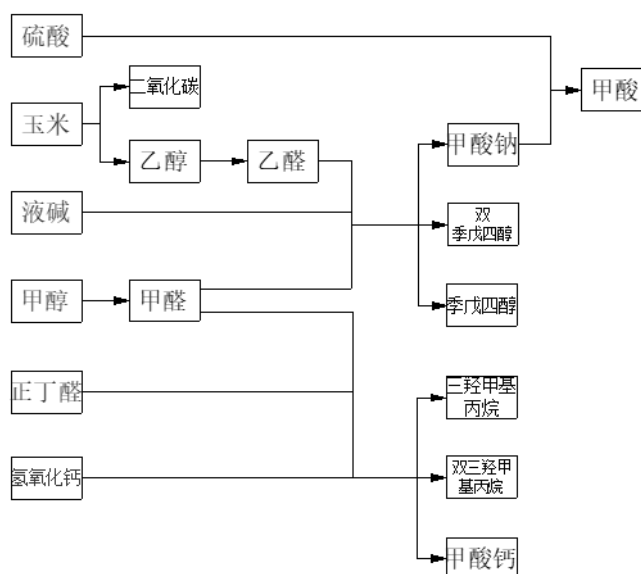 硫酸
甲酸
二氧化碳
玉米
甲酸钠
乙醇
乙醛
液碱
双
季戊四醇
甲醇
甲醛
季戊四醇
正丁醛
三羟甲基
丙烷
氢氧化钙
双三羟甲
基丙烷
甲酸钙